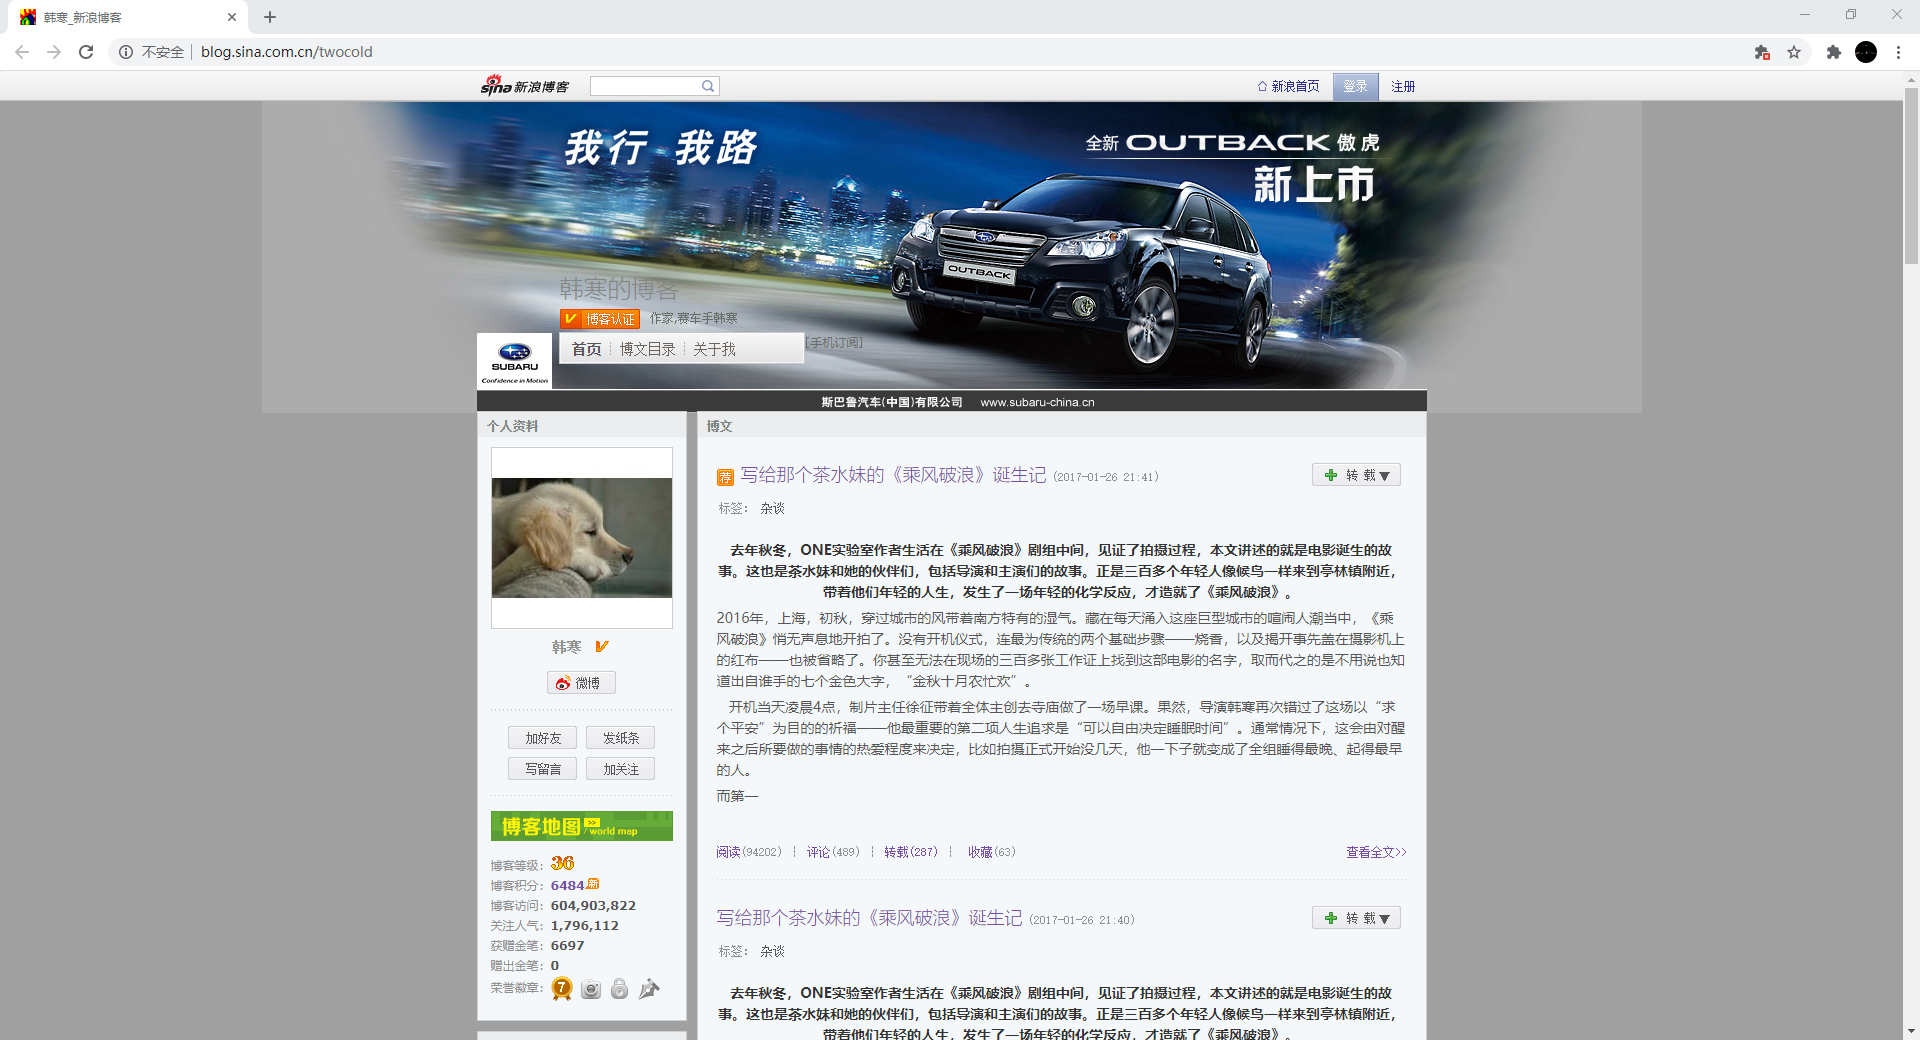 韩寒_新浪博客
不安全 blog.sina.com.cn/twocold
sina 新浪博客
新浪首页 登录 注册
我行 我路
全新 OUTBACK 傲虎
新上市
OUTBACK
韩寒的博客
博客认证 作家,赛车手韩寒
首页 博文目录 关于我 [手机订阅]
SUBARU
Confidence in Motion
斯巴鲁汽车(中国)有限公司 www.subaru-china.cn
个人资料
韩寒
微博
加好友 发纸条
写留言 加关注
博客地图 >> / world map
博客等级: 36
博客积分: 6484 新
博客访问: 604,903,822
关注人气: 1,796,112
获赠金笔: 6697
赠出金笔: 0
荣誉徽章: 7
博文
荐 写给那个茶水妹的《乘风破浪》诞生记 (2017-01-26 21:41) 转载▼
标签: 杂谈
去年秋冬,ONE实验室作者生活在《乘风破浪》剧组中间,见证了拍摄过程,本文讲述的就是电影诞生的故
事。这也是茶水妹和她的伙伴们,包括导演和主演们的故事。正是三百多个年轻人像候鸟一样来到亭林镇附近,
带着他们年轻的人生,发生了一场年轻的化学反应,才造就了《乘风破浪》。
2016年,上海,初秋,穿过城市的风带着南方特有的湿气。藏在每天涌入这座巨型城市的喧闹人潮当中,《乘
风破浪》悄无声息地开拍了。没有开机仪式,连最为传统的两个基础步骤——烧香,以及揭开事先盖在摄影机上
的红布——也被省略了。你甚至无法在现场的三百多张工作证上找到这部电影的名字,取而代之的是不用说也知
道出自谁手的七个金色大字,“金秋十月农忙欢”。
开机当天凌晨4点,制片主任徐征带着全体主创去寺庙做了一场早课。果然,导演韩寒再次错过了这场以“求
个平安”为目的的祈福——他最重要的第二项人生追求是“可以自由决定睡眠时间”。通常情况下,这会由对醒
来之后所要做的事情的热爱程度来决定,比如拍摄正式开始没几天,他一下子就变成了全组睡得最晚、起得最早
的人。
而第一
阅读(94202) ┆ 评论(489) ┆ 转载(287) ┆ 收藏(63) 查看全文>>
写给那个茶水妹的《乘风破浪》诞生记 (2017-01-26 21:40) 转载▼
标签: 杂谈
去年秋冬,ONE实验室作者生活在《乘风破浪》剧组中间,见证了拍摄过程,本文讲述的就是电影诞生的故
事。这也是茶水妹和她的伙伴们,包括导演和主演们的故事。正是三百多个年轻人像候鸟一样来到亭林镇附近,
带着他们年轻的人生,发生了一场年轻的化学反应,才造就了《乘风破浪》。